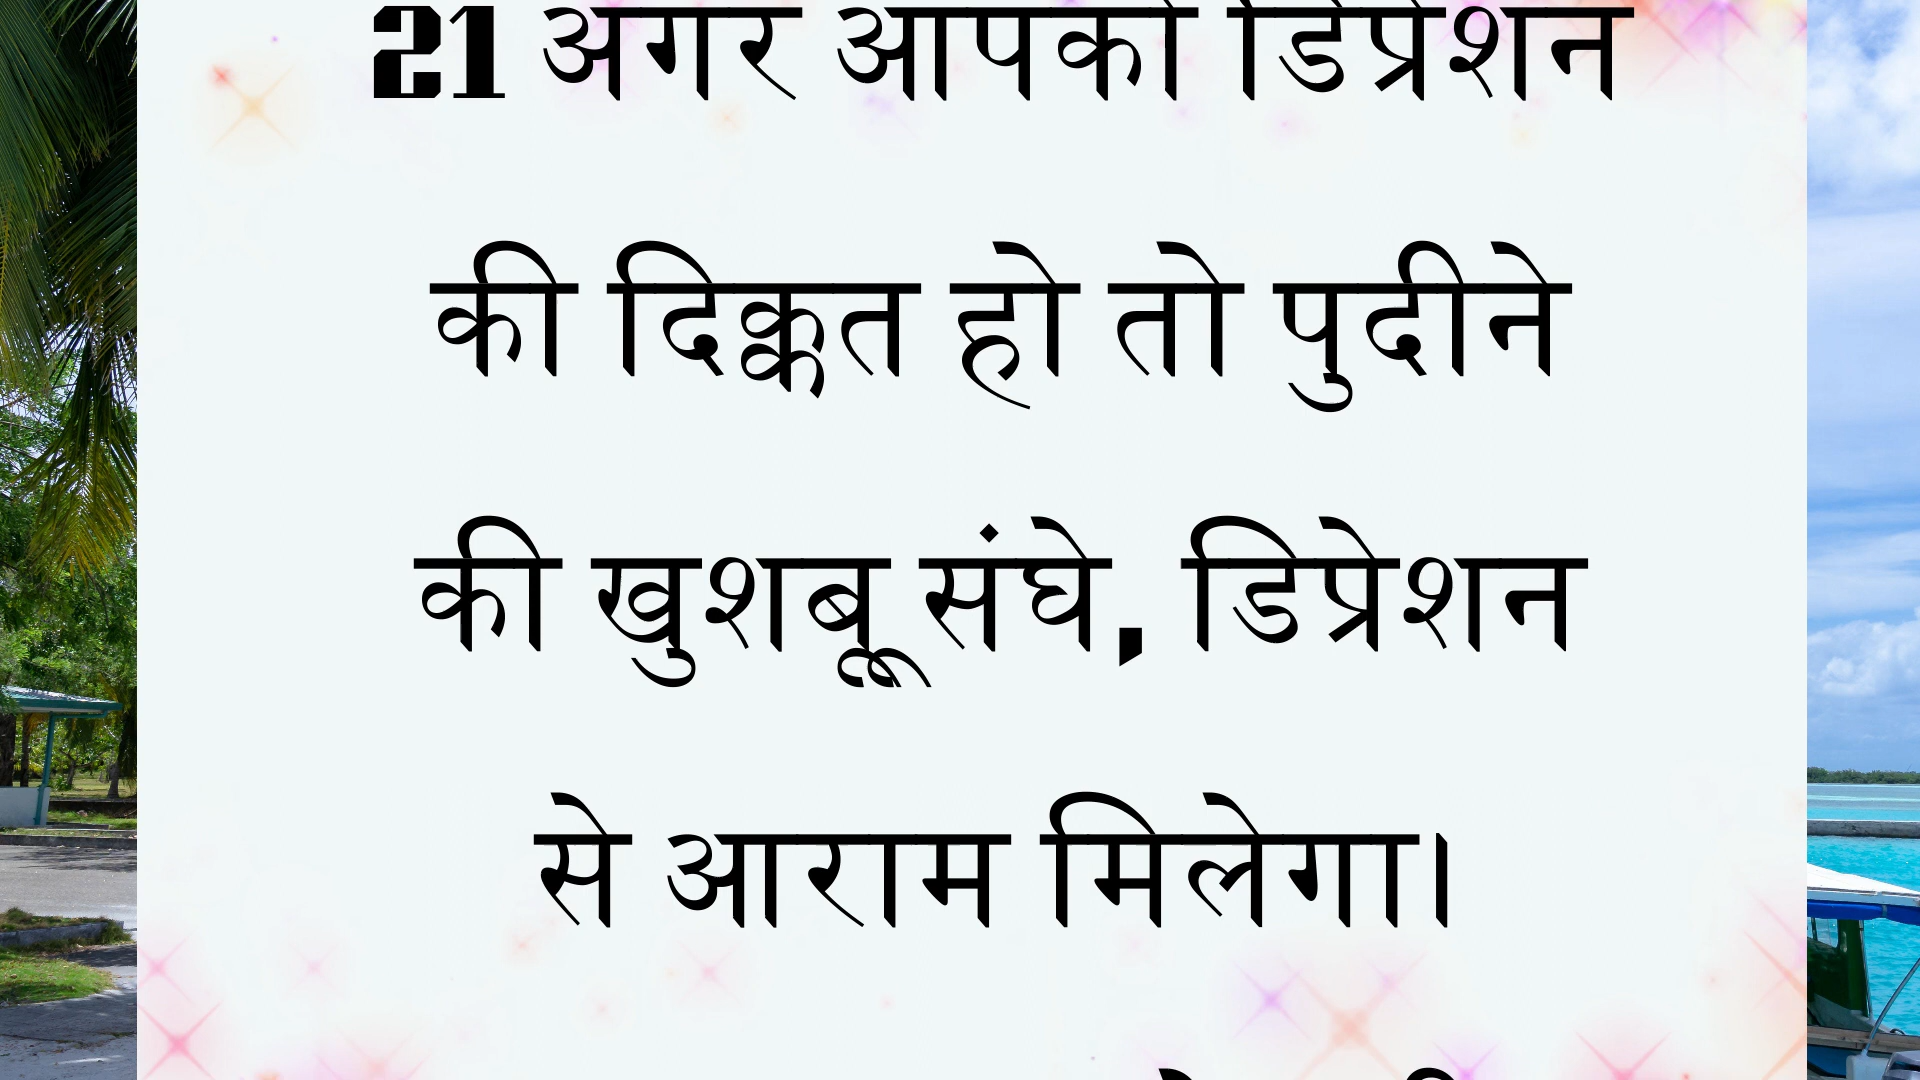 21 अगर आपको डिप्रेशन
की दिक्कत हो तो पुदीने
की खुशबू संघे, डिप्रेशन
से आराम मिलेगा।